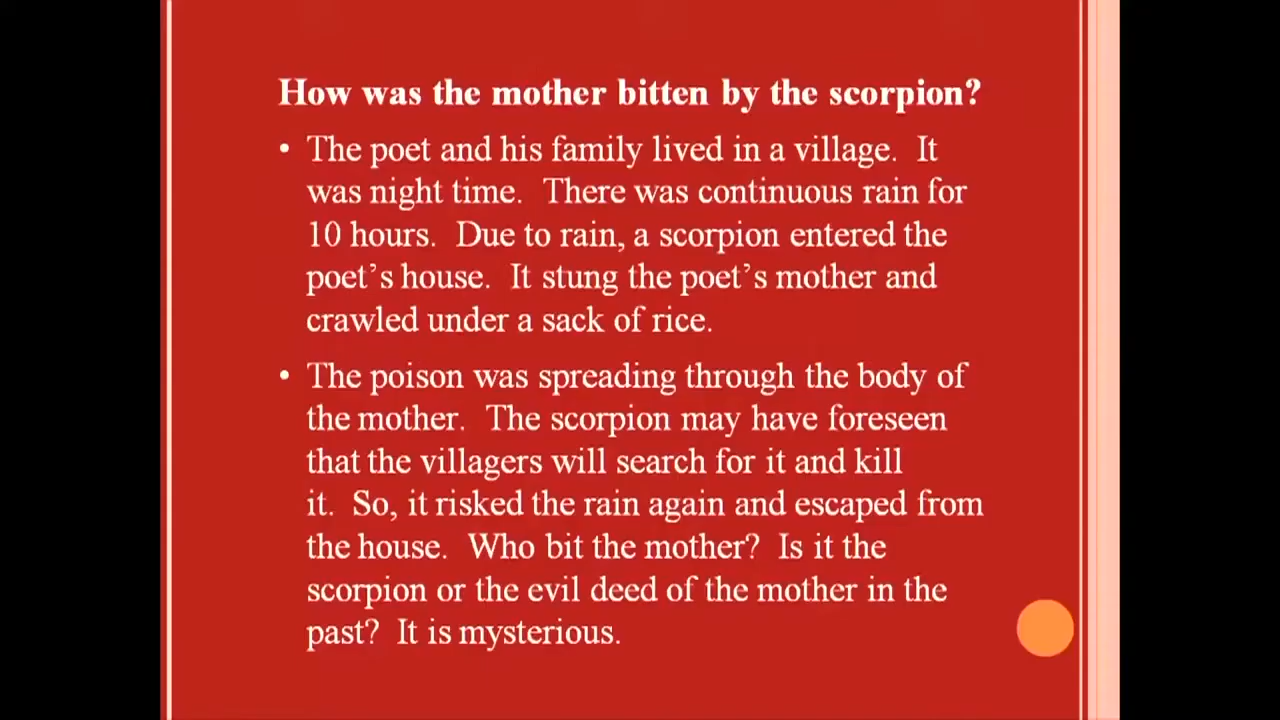 How was the mother bitten by the scorpion?
• The poet and his family lived in a village.  It
was night time.  There was continuous rain for
10 hours.  Due to rain, a scorpion entered the
poet’s house.  It stung the poet’s mother and
crawled under a sack of rice.
• The poison was spreading through the body of
the mother.  The scorpion may have foreseen
that the villagers will search for it and kill
it.  So, it risked the rain again and escaped from
the house.  Who bit the mother?  Is it the
scorpion or the evil deed of the mother in the
past?  It is mysterious.